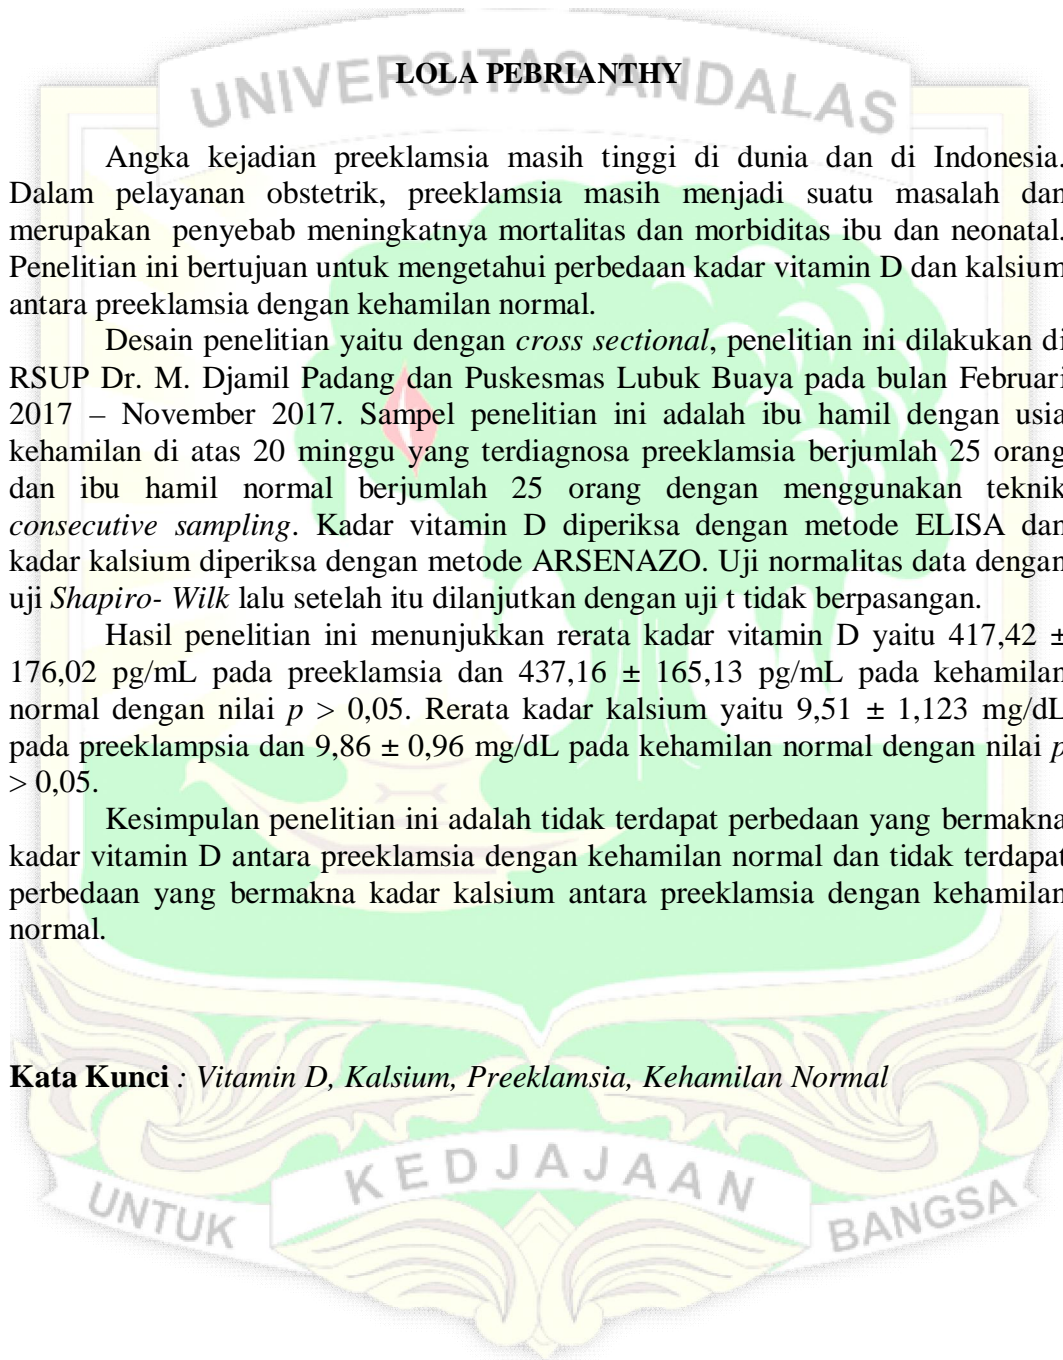 UNIVERSITAS ANDALAS
LOLA PEBRIANTHY
Angka kejadian preeklamsia masih tinggi di dunia dan di Indonesia.
Dalam pelayanan obstetrik, preeklamsia masih menjadi suatu masalah dan
merupakan penyebab meningkatnya mortalitas dan morbiditas ibu dan neonatal.
Penelitian ini bertujuan untuk mengetahui perbedaan kadar vitamin D dan kalsium
antara preeklamsia dengan kehamilan normal.
Desain penelitian yaitu dengan cross sectional, penelitian ini dilakukan di
RSUP Dr. M. Djamil Padang dan Puskesmas Lubuk Buaya pada bulan Februari
2017 – November 2017. Sampel penelitian ini adalah ibu hamil dengan usia
kehamilan di atas 20 minggu yang terdiagnosa preeklamsia berjumlah 25 orang
dan ibu hamil normal berjumlah 25 orang dengan menggunakan teknik
consecutive sampling. Kadar vitamin D diperiksa dengan metode ELISA dan
kadar kalsium diperiksa dengan metode ARSENAZO. Uji normalitas data dengan
uji Shapiro- Wilk lalu setelah itu dilanjutkan dengan uji t tidak berpasangan.
Hasil penelitian ini menunjukkan rerata kadar vitamin D yaitu 417,42 ±
176,02 pg/mL pada preeklamsia dan 437,16 ± 165,13 pg/mL pada kehamilan
normal dengan nilai p > 0,05. Rerata kadar kalsium yaitu 9,51 ± 1,123 mg/dL
pada preeklampsia dan 9,86 ± 0,96 mg/dL pada kehamilan normal dengan nilai p
> 0,05.
Kesimpulan penelitian ini adalah tidak terdapat perbedaan yang bermakna
kadar vitamin D antara preeklamsia dengan kehamilan normal dan tidak terdapat
perbedaan yang bermakna kadar kalsium antara preeklamsia dengan kehamilan
normal.
Kata Kunci : Vitamin D, Kalsium, Preeklamsia, Kehamilan Normal
UNTUK KEDJAJAAN BANGSA